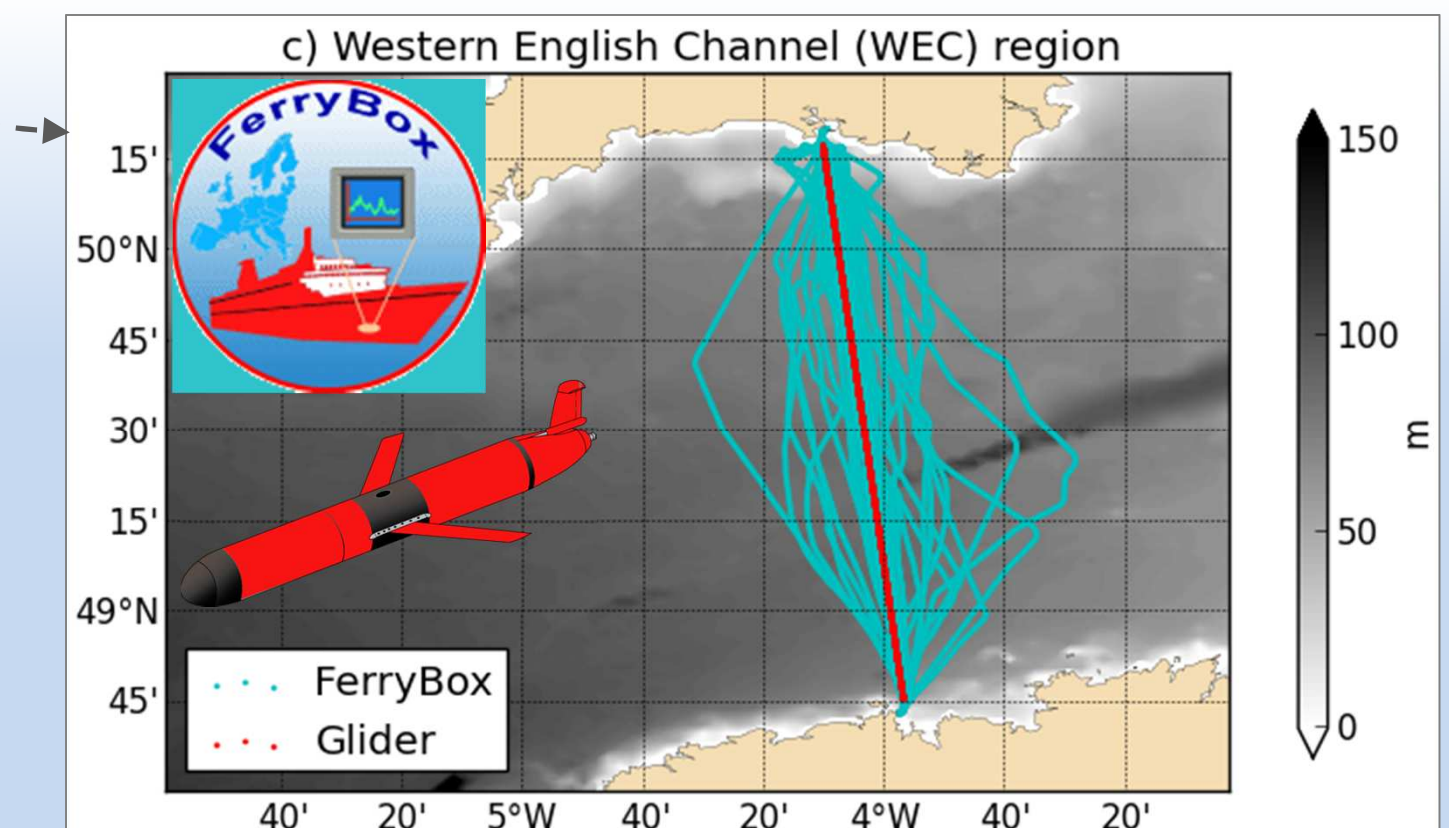 c) Western English Channel (WEC) region
FerryBox
15'
50°N
45'
30'
15'
49°N
45'
FerryBox
Glider
40' 20' 5°W 40' 20' 4°W 40' 20'
150
100
50
0
m